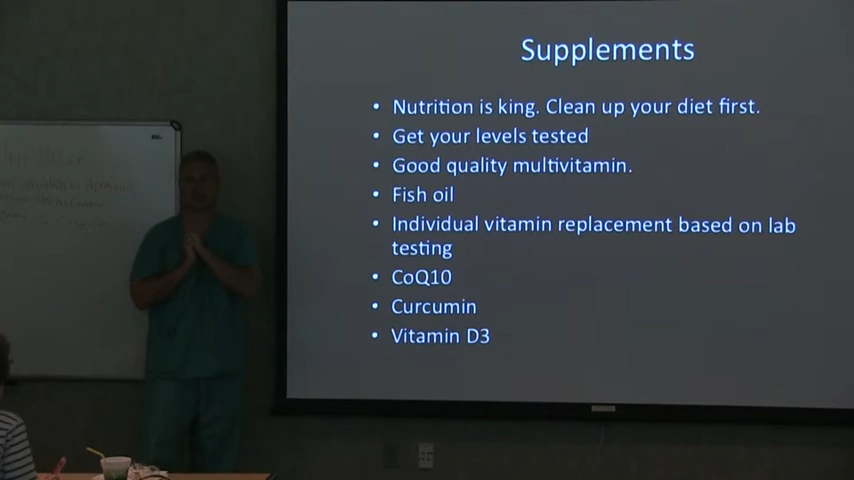 Supplements
• Nutrition is king. Clean up your diet first.
• Get your levels tested
• Good quality multivitamin.
• Fish oil
• Individual vitamin replacement based on lab
testing
• CoQ10
• Curcumin
• Vitamin D3